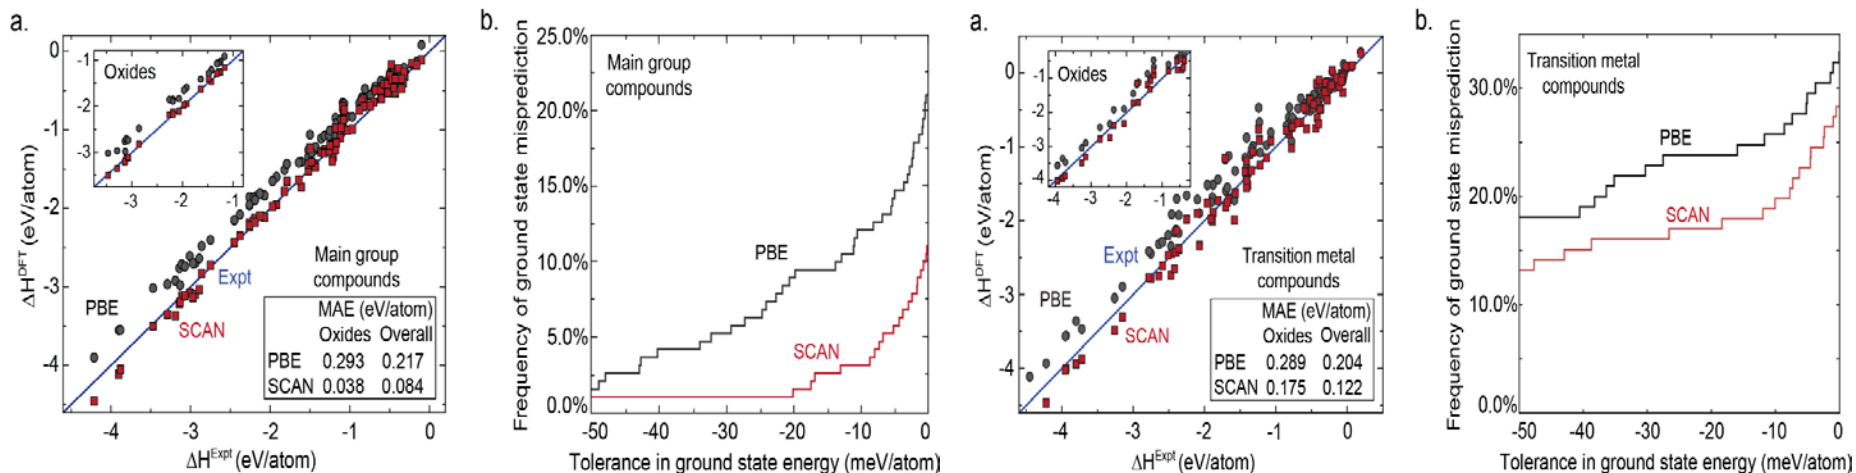 a.
ΔH^DFT (eV/atom)
0
-1
-2
-3
-4
-1
-2
-3
Oxides
-3
-2
-1
Main group
compounds
Expt
PBE
SCAN
MAE (eV/atom)
Oxides Overall
PBE 0.293 0.217
SCAN 0.038 0.084
-4 -3 -2 -1 0
ΔH^Expt (eV/atom)
b.
Frequency of ground state misprediction
25.0%
20.0%
15.0%
10.0%
5.0%
0.0%
Main group
compounds
PBE
SCAN
-50 -40 -30 -20 -10 0
Tolerance in ground state energy (meV/atom)
a.
ΔH^DFT (eV/atom)
0
-1
-2
-3
-4
Oxides
-1
-2
-3
-4
-4 -3 -2 -1
Expt
Transition metal
compounds
PBE
SCAN
MAE (eV/atom)
Oxides Overall
PBE 0.289 0.204
SCAN 0.175 0.122
-4 -3 -2 -1 0
ΔH^Expt (eV/atom)
b.
Frequency of ground state misprediction
30.0%
20.0%
10.0%
0.0%
Transition metal
compounds
PBE
SCAN
-50 -40 -30 -20 -10 0
Tolerance in ground state energy (meV/atom)